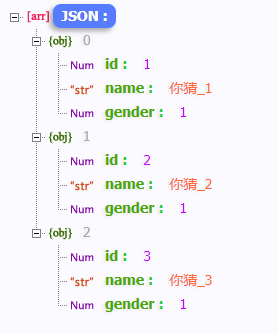 [arr] JSON :
{obj} 0
Num id : 1
"str" name : 你猜_1
Num gender : 1
{obj} 1
Num id : 2
"str" name : 你猜_2
Num gender : 1
{obj} 2
Num id : 3
"str" name : 你猜_3
Num gender : 1